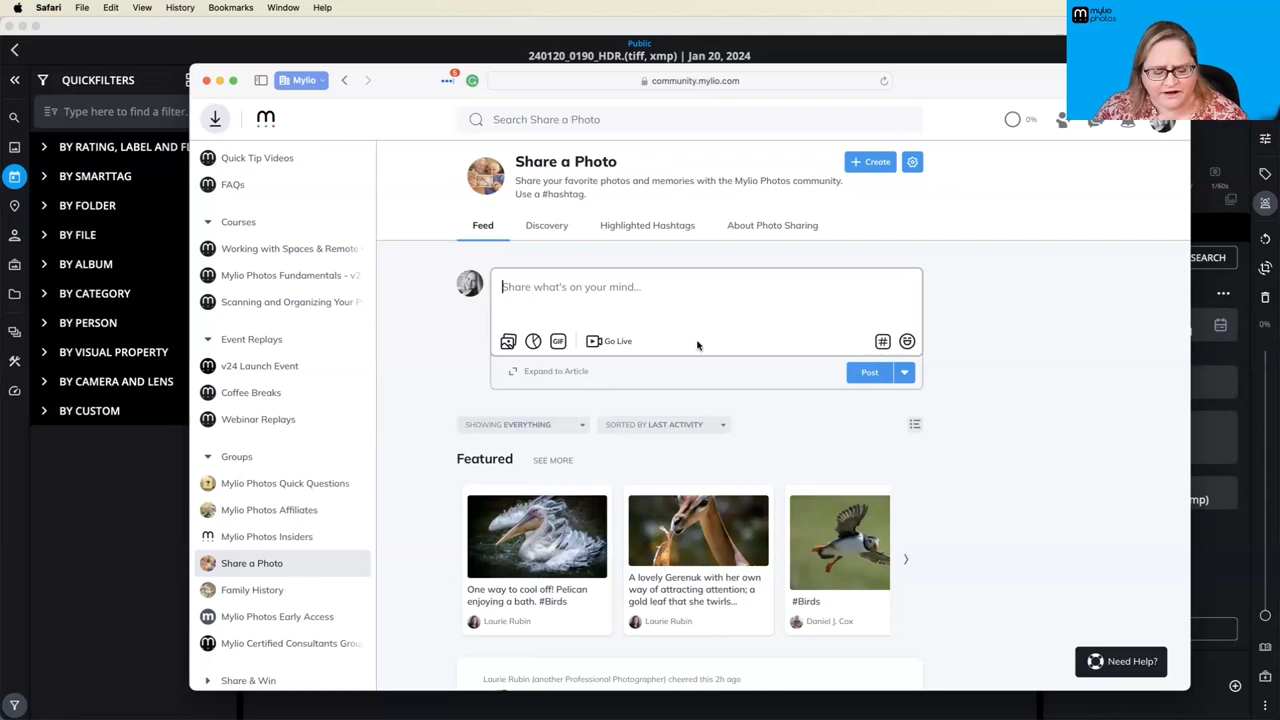 Safari File Edit View History Bookmarks Window Help
mylio
photos
Public
240120_0190_HDR.(tiff, xmp) | Jan 20, 2024
QUICKFILTERS
Type here to find a filter.
BY RATING, LABEL AND FL
BY SMARTTAG
BY FOLDER
BY FILE
BY ALBUM
BY CATEGORY
BY PERSON
BY VISUAL PROPERTY
BY CAMERA AND LENS
BY CUSTOM
Mylio
6
community.mylio.com
Search Share a Photo
0%
Quick Tip Videos
FAQs
Courses
Working with Spaces & Remote
Mylio Photos Fundamentals - v2
Scanning and Organizing Your P
Event Replays
v24 Launch Event
Coffee Breaks
Webinar Replays
Groups
Mylio Photos Quick Questions
Mylio Photos Affiliates
Mylio Photos Insiders
Share a Photo
Family History
Mylio Photos Early Access
Mylio Certified Consultants Grou
Share & Win
Share a Photo
Share your favorite photos and memories with the Mylio Photos community.
Use a #hashtag.
+ Create
Feed Discovery Highlighted Hashtags About Photo Sharing
Share what's on your mind...
GIF Go Live #
Expand to Article
Post
SHOWING EVERYTHING
SORTED BY LAST ACTIVITY
Featured SEE MORE
One way to cool off! Pelican
enjoying a bath. #Birds
Laurie Rubin
A lovely Gerenuk with her own
way of attracting attention; a
gold leaf that she twirls...
Laurie Rubin
#Birds
Daniel J. Cox
Laurie Rubin (another Professional Photographer) cheered this 2h ago
Need Help?
1/60s
SEARCH
mp)
0%